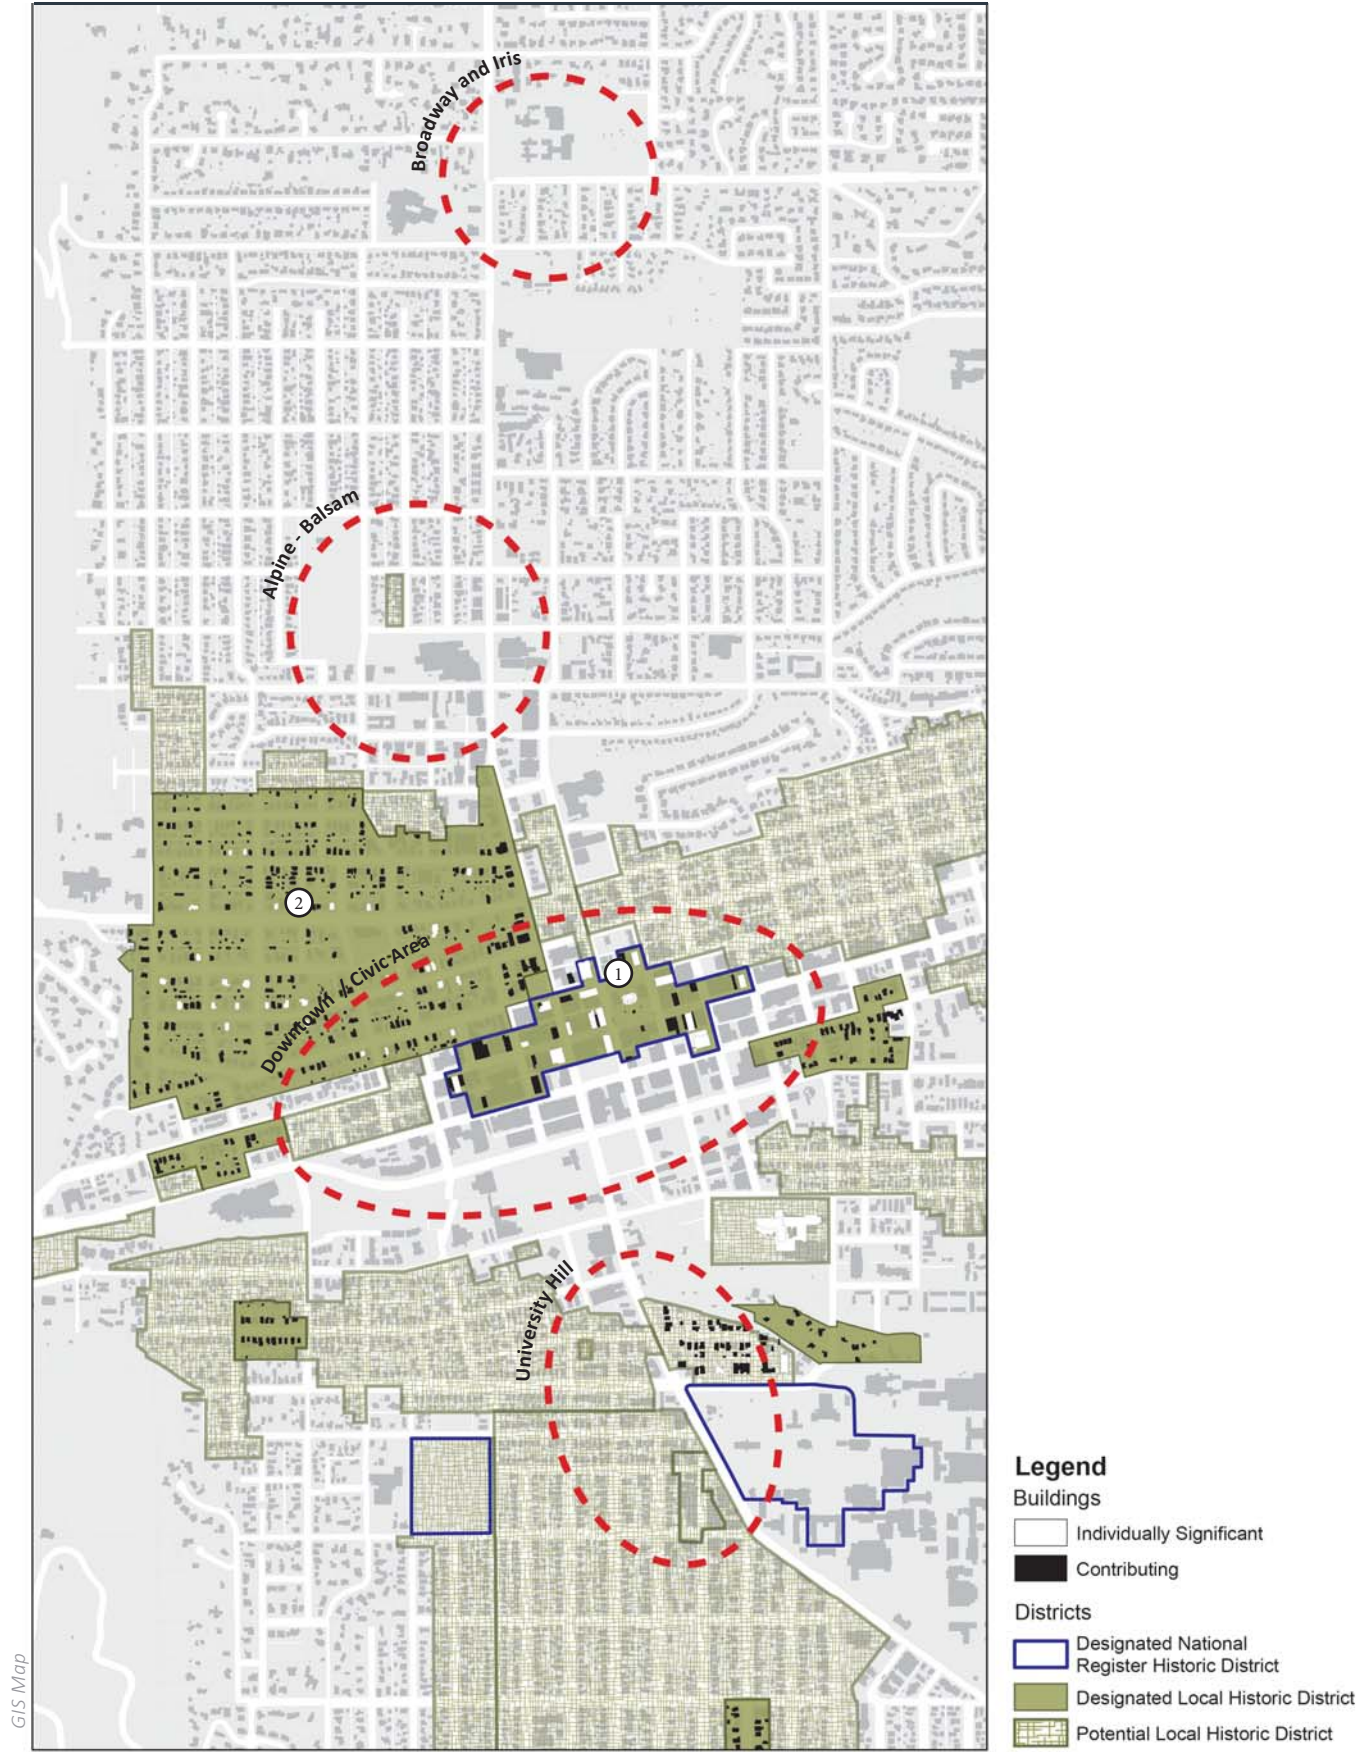 Broadway and Iris
Alpine - Balsam
2
Downtown / Civic Area
1
University Hill
GIS Map
Legend
Buildings
Individually Significant
Contributing
Districts
Designated National
Register Historic District
Designated Local Historic District
Potential Local Historic District